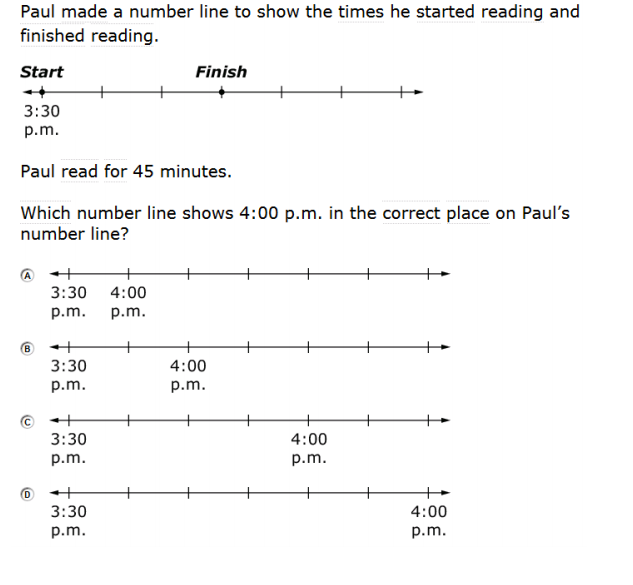 Paul made a number line to show the times he started reading and
finished reading.
Start Finish
3:30
p.m.
Paul read for 45 minutes.
Which number line shows 4:00 p.m. in the correct place on Paul's
number line?
A
3:30 4:00
p.m. p.m.
B
3:30 4:00
p.m. p.m.
C
3:30 4:00
p.m. p.m.
D
3:30 4:00
p.m. p.m.